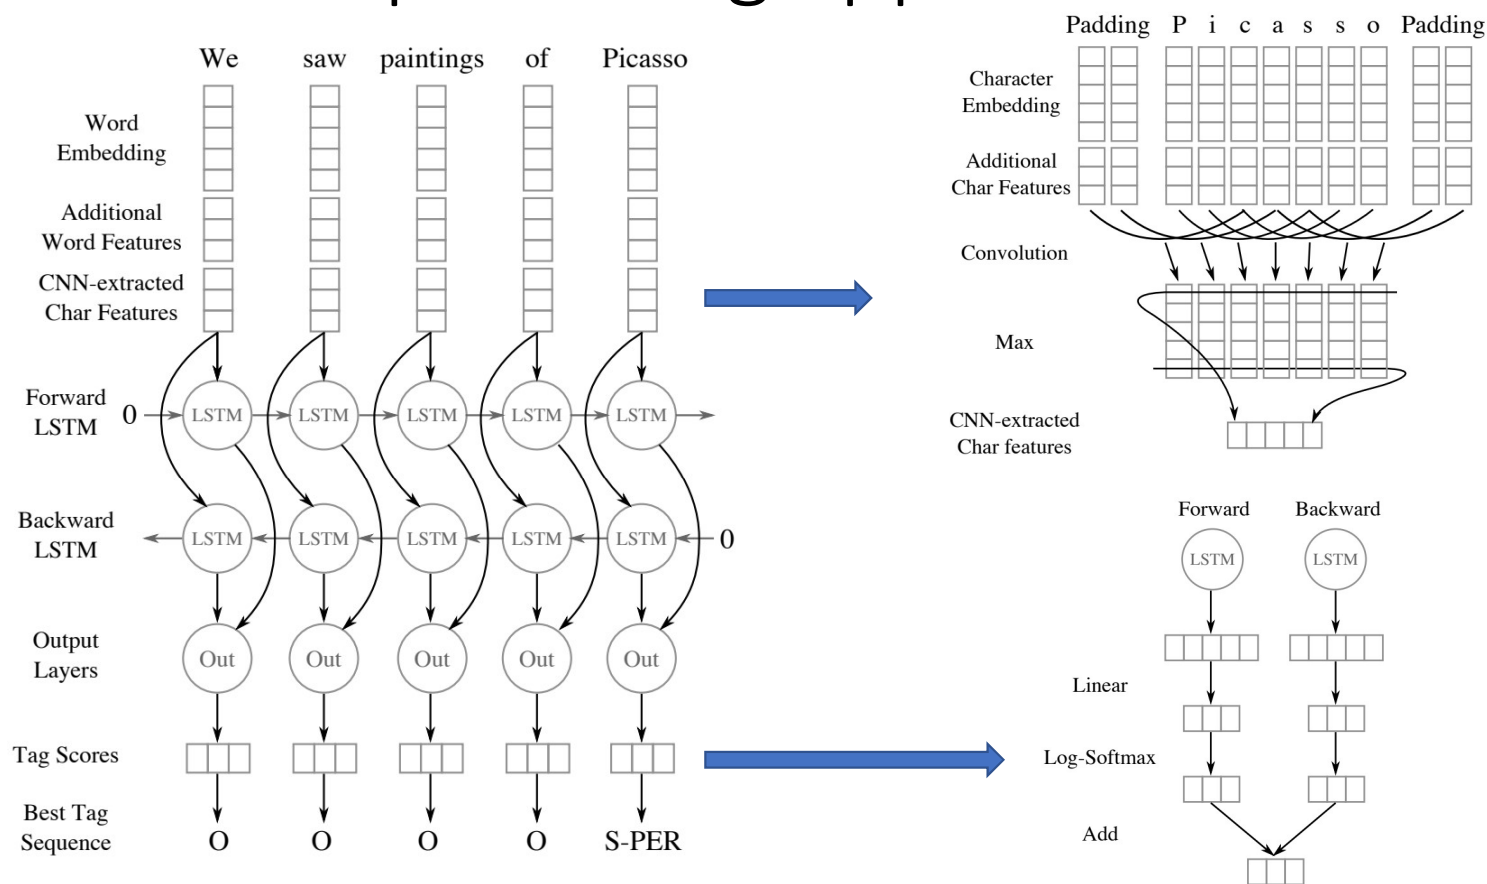 We saw paintings of Picasso
Word
Embedding
Additional
Word Features
CNN-extracted
Char Features
Forward
LSTM
0 LSTM LSTM LSTM LSTM LSTM
Backward
LSTM
LSTM LSTM LSTM LSTM LSTM 0
Output
Layers
Out Out Out Out Out
Tag Scores
Best Tag
Sequence
O O O O S-PER
Padding P i c a s s o Padding
Character
Embedding
Additional
Char Features
Convolution
Max
CNN-extracted
Char features
Forward Backward
LSTM LSTM
Linear
Log-Softmax
Add